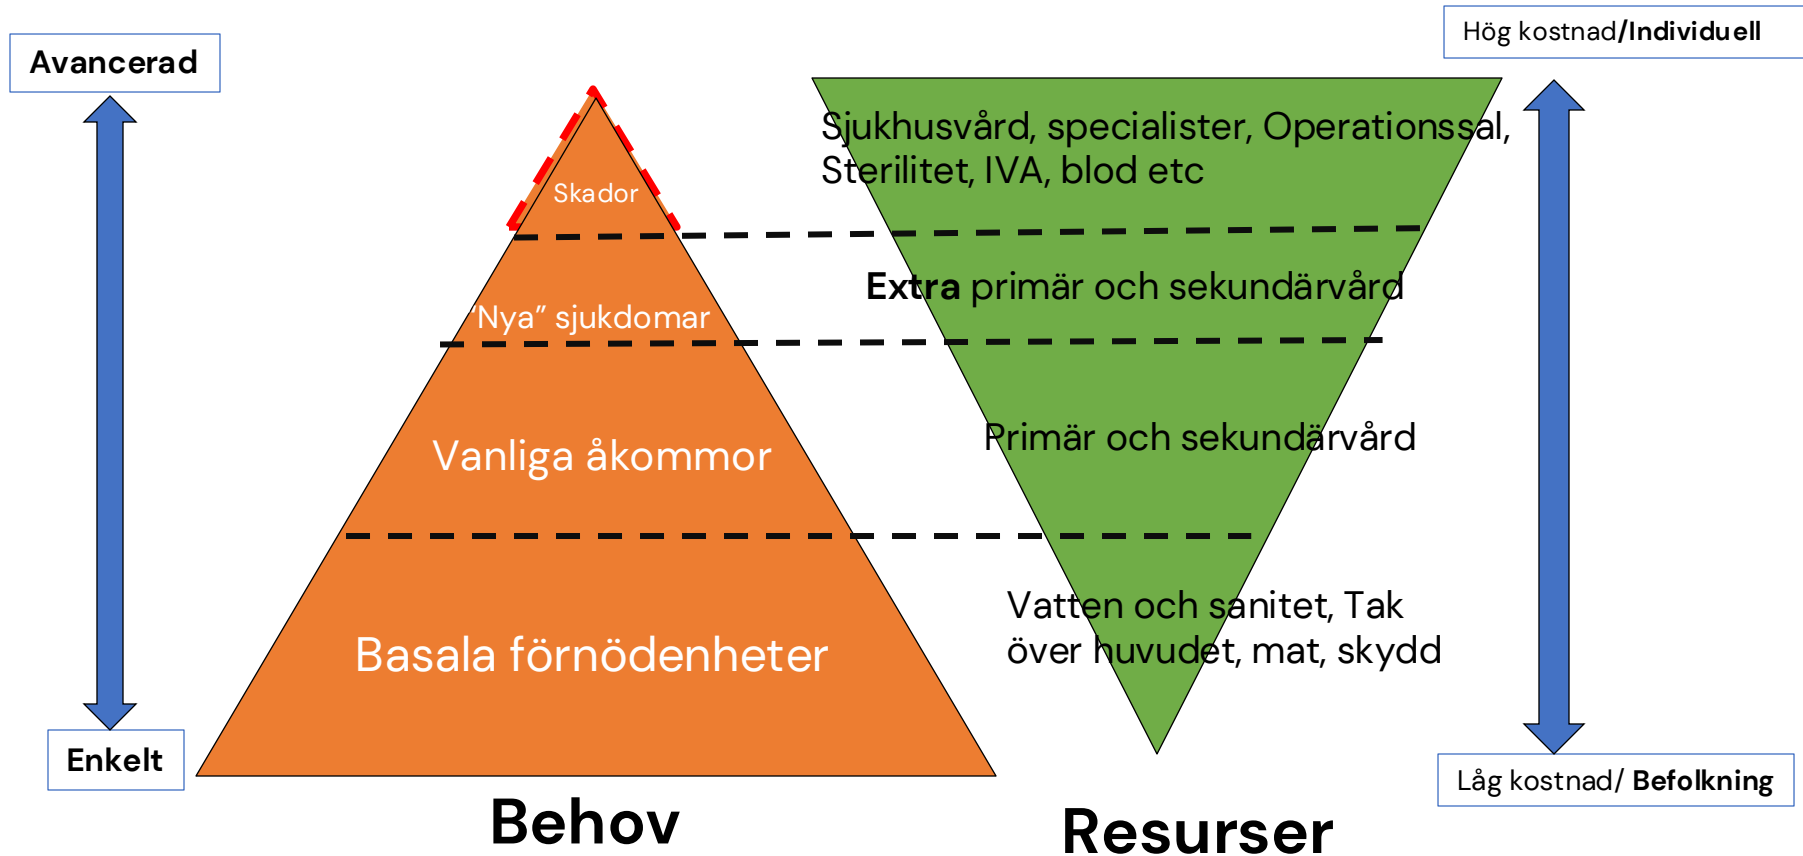 Avancerad
Hög kostnad/Individuell
Sjukhusvård, specialister, Operationssal,
Sterilitet, IVA, blod etc
Skador
Extra primär och sekundärvård
”Nya” sjukdomar
Primär och sekundärvård
Vanliga åkommor
Vatten och sanitet, Tak
över huvudet, mat, skydd
Basala förnödenheter
Enkelt
Låg kostnad/ Befolkning
Behov
Resurser